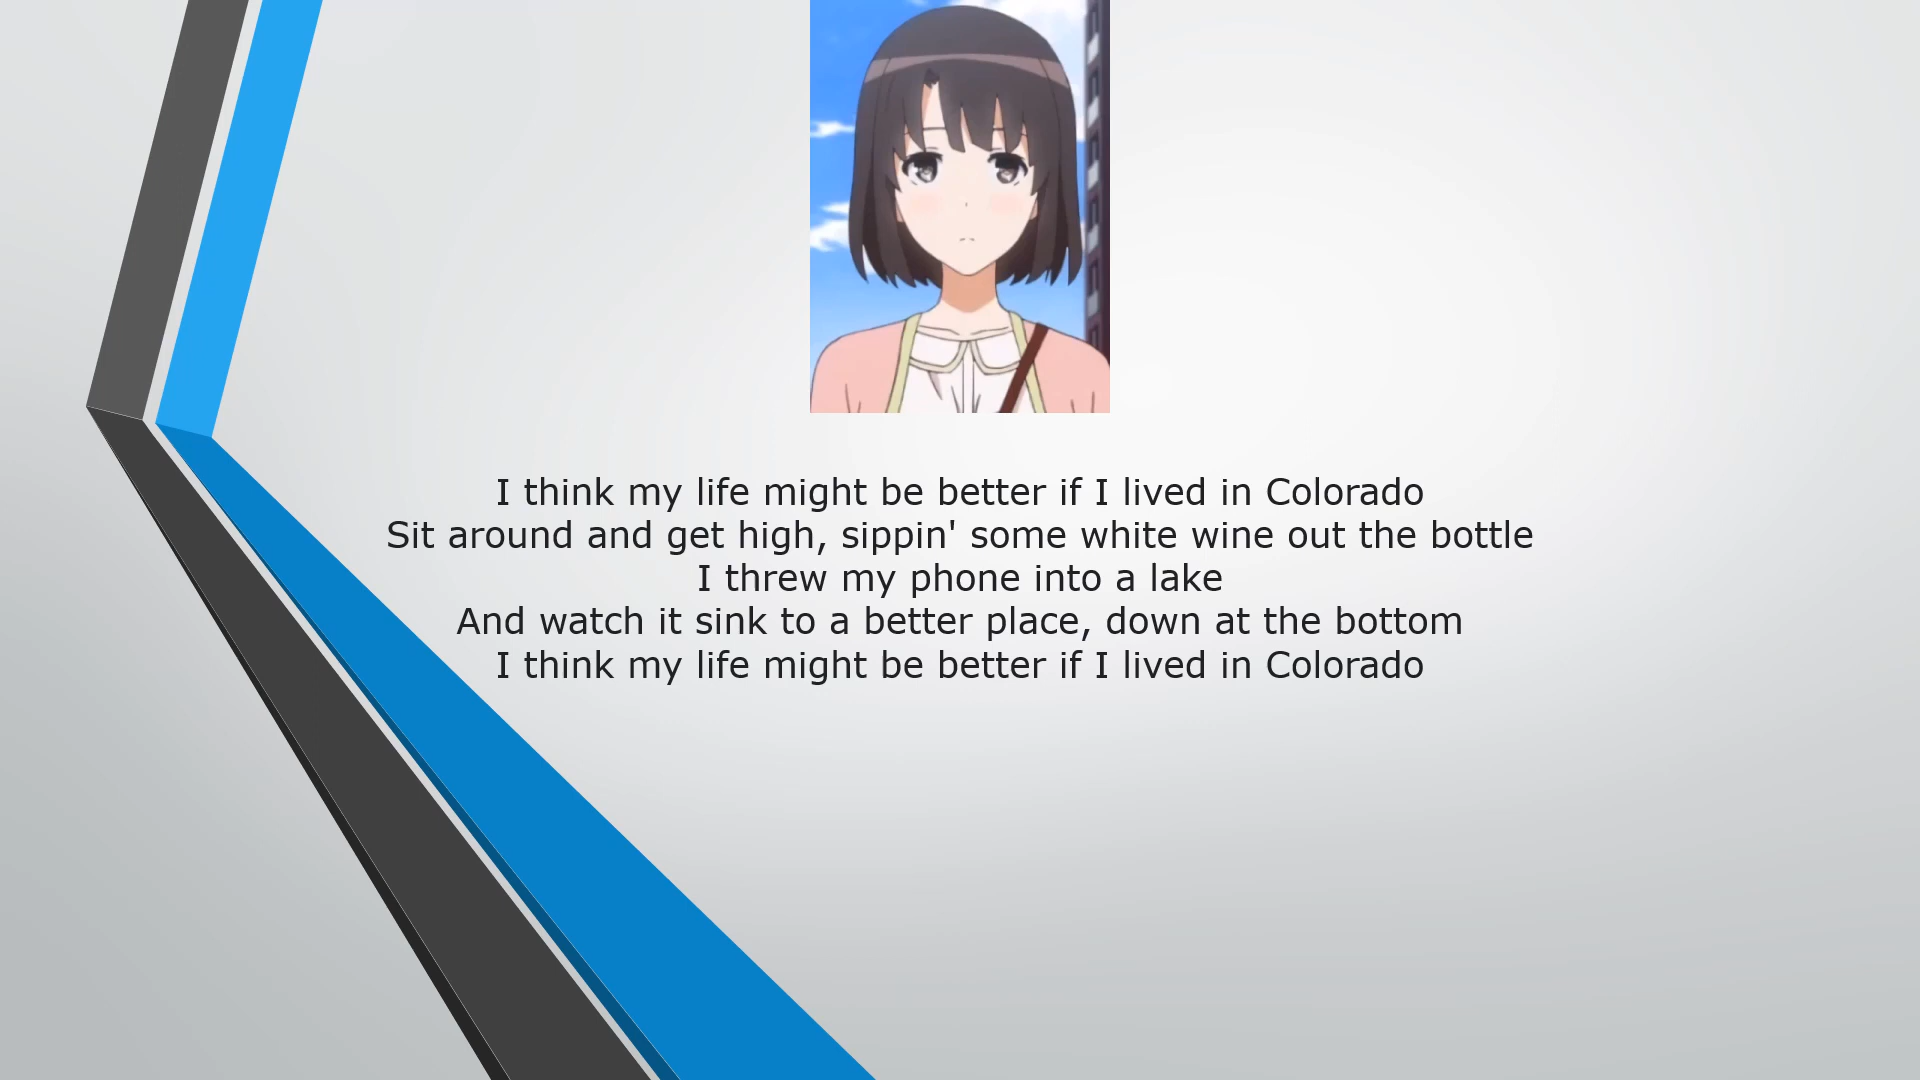 I think my life might be better if I lived in Colorado
Sit around and get high, sippin' some white wine out the bottle
I threw my phone into a lake
And watch it sink to a better place, down at the bottom
I think my life might be better if I lived in Colorado